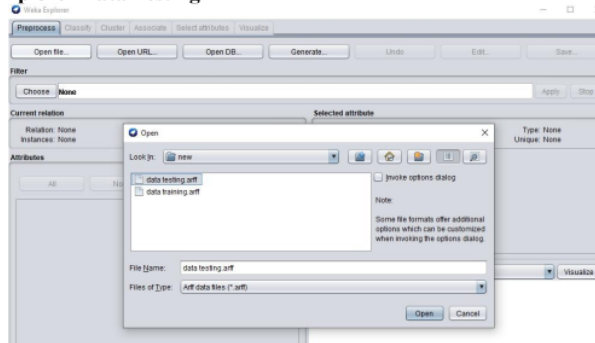 Weka Explorer
Preprocess Classify Cluster Associate Select attributes Visualize
Open file... Open URL... Open DB... Generate... Undo Edit... Save...
Filter
Choose None Apply Stop
Current relation Selected attribute
Relation: None Type: None
Instances: None Unique: None
Attributes
All
Open
Look In: new
data testing.arff
data training.arff
Invoke options dialog
Note:
Some file formats offer additional
options which can be customized
when invoking the options dialog.
File Name: data testing.arff
Files of Type: Arff data files (*.arff)
Open Cancel
Visualize